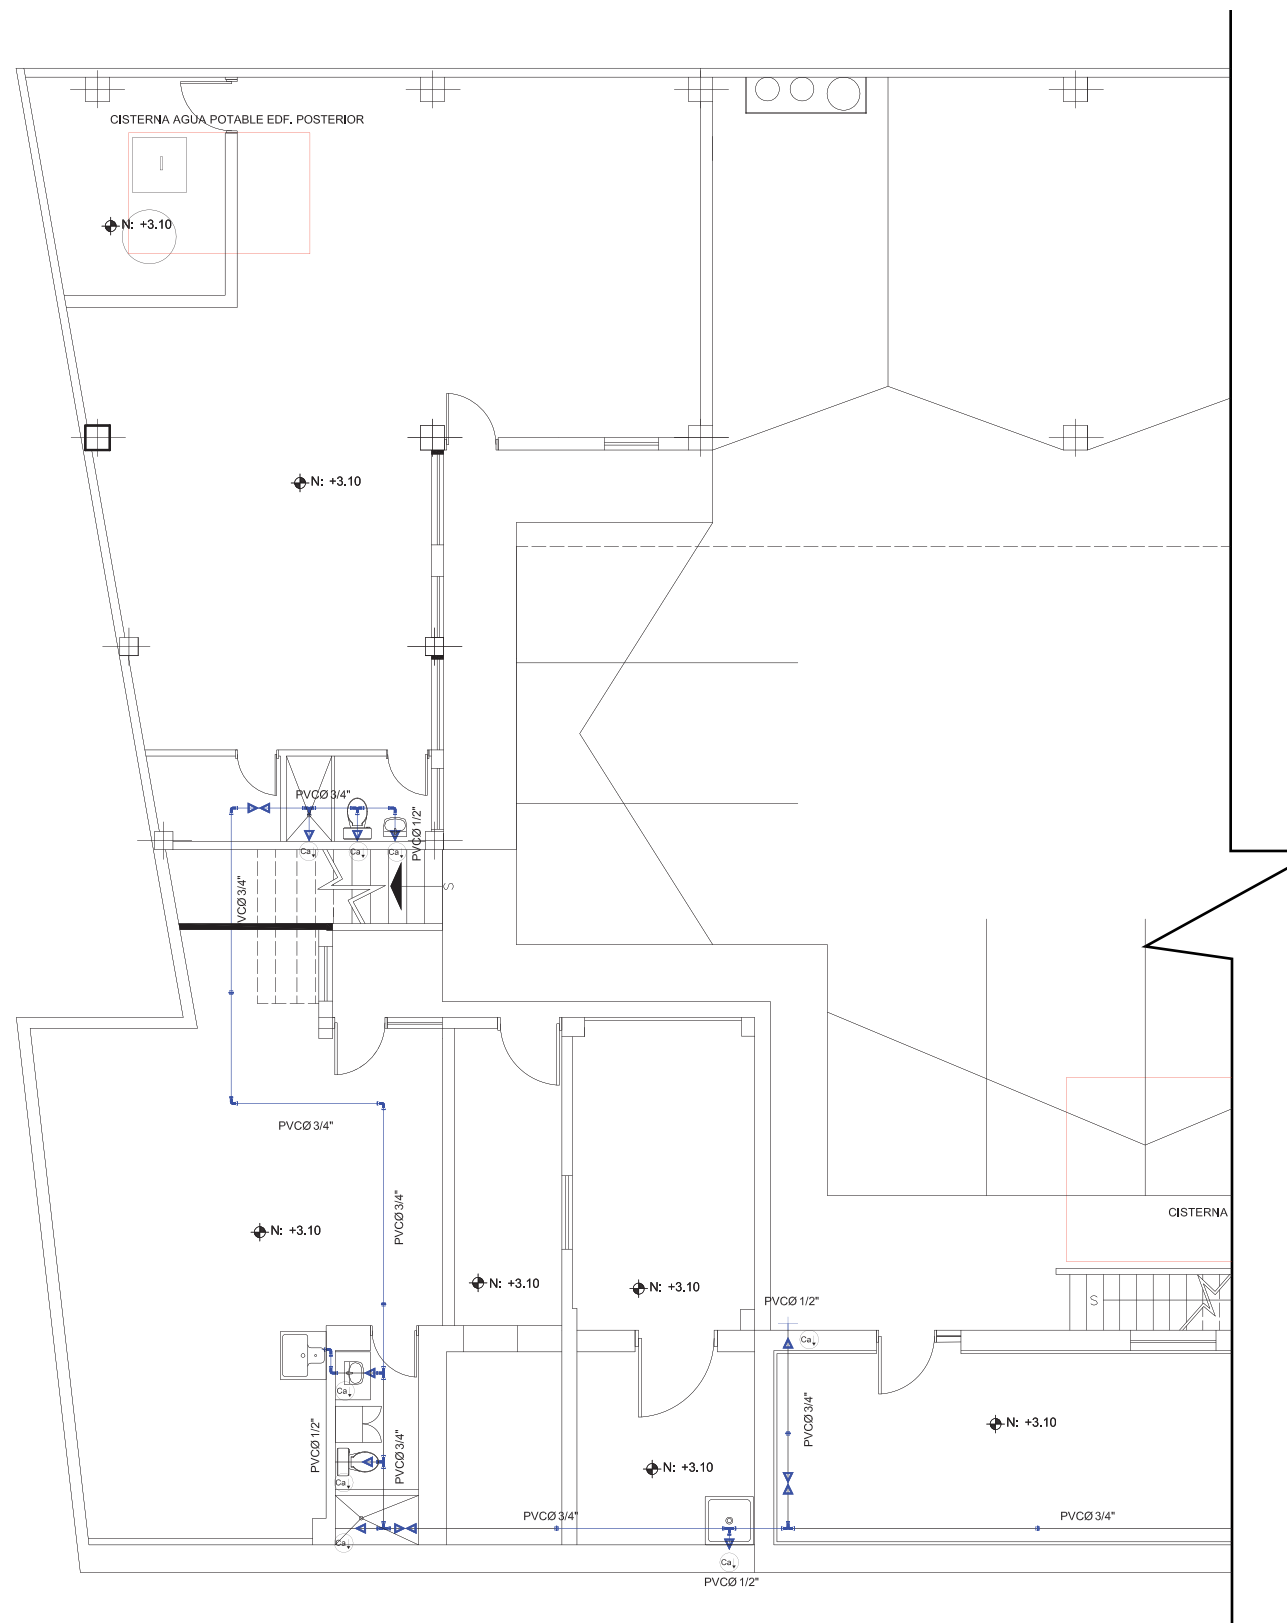 CISTERNA AGUA POTABLE EDF. POSTERIOR
N: +3.10
N: +3.10
PVCØ 3/4"
PVCØ 1/2"
Ca
Ca
Ca
PVCØ 3/4"
S
PVCØ 3/4"
PVCØ 3/4"
CISTERNA
N: +3.10
N: +3.10
N: +3.10
PVCØ 1/2"
S
Ca
Ca
PVCØ 3/4"
N: +3.10
PVCØ 1/2"
PVCØ 3/4"
N: +3.10
Ca
PVCØ 3/4"
PVCØ 3/4"
Ca
Ca
PVCØ 1/2"